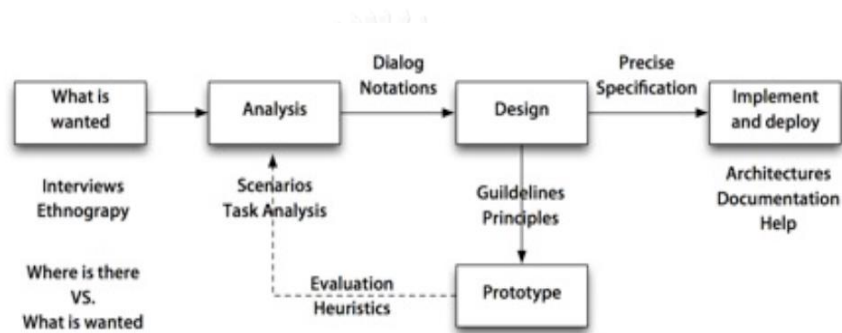 What is
wanted
Analysis
Dialog
Notations
Design
Precise
Specification
Implement
and deploy
Interviews
Ethnograpy
Scenarios
Task Analysis
Guildelines
Principles
Architectures
Documentation
Help
Where is there
VS.
What is wanted
Evaluation
Heuristics
Prototype